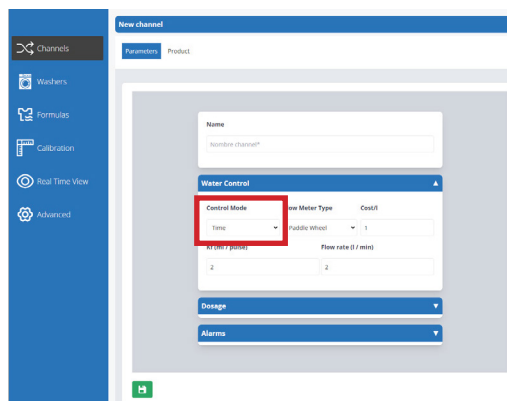 New channel
Channels
Parameters Product
Washers
Formulas
Calibration
Real Time View
Advanced
Name
Nombre channel*
Water Control
Control Mode ow Meter Type Cost/l
Time Paddle Wheel 1
Kf (ml / pulse) Flow rate (l / min)
2 2
Dosage
Alarms